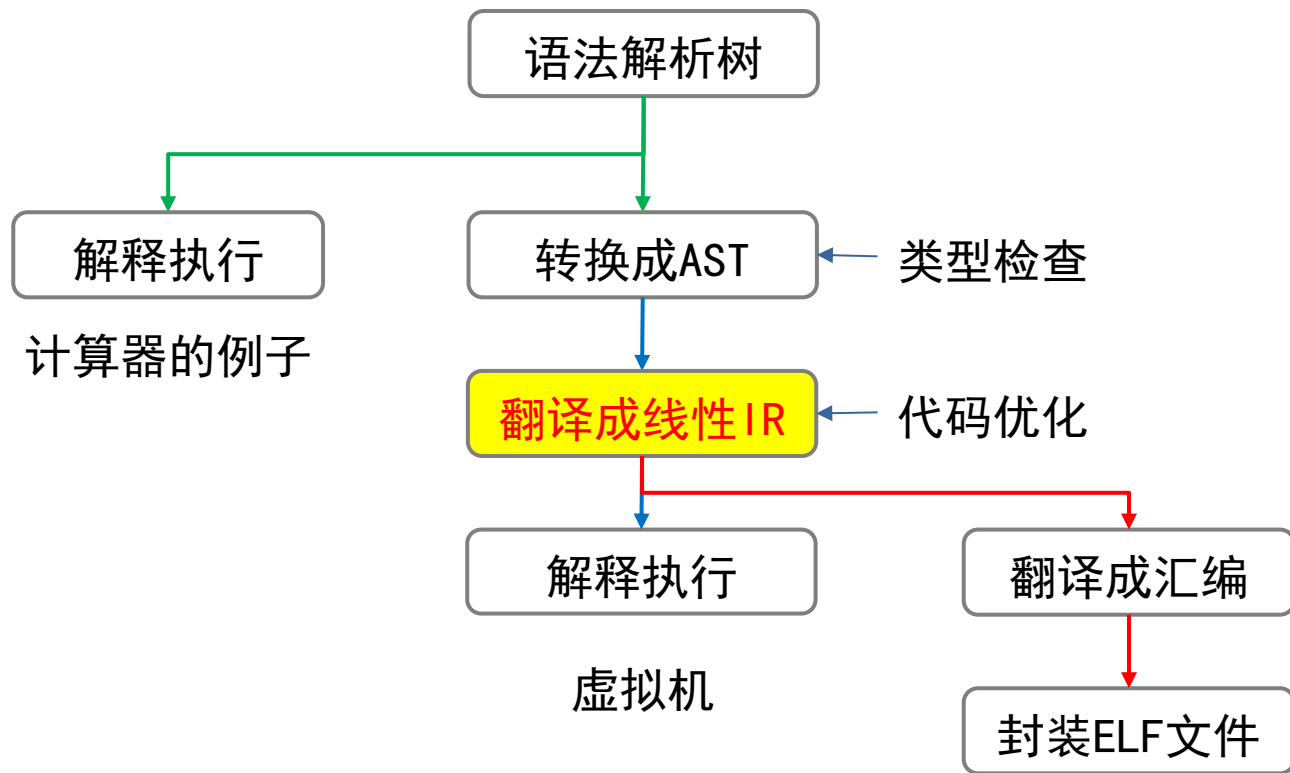 语法解析树
解释执行
转换成AST
类型检查
计算器的例子
翻译成线性IR
代码优化
解释执行
翻译成汇编
虚拟机
封装ELF文件